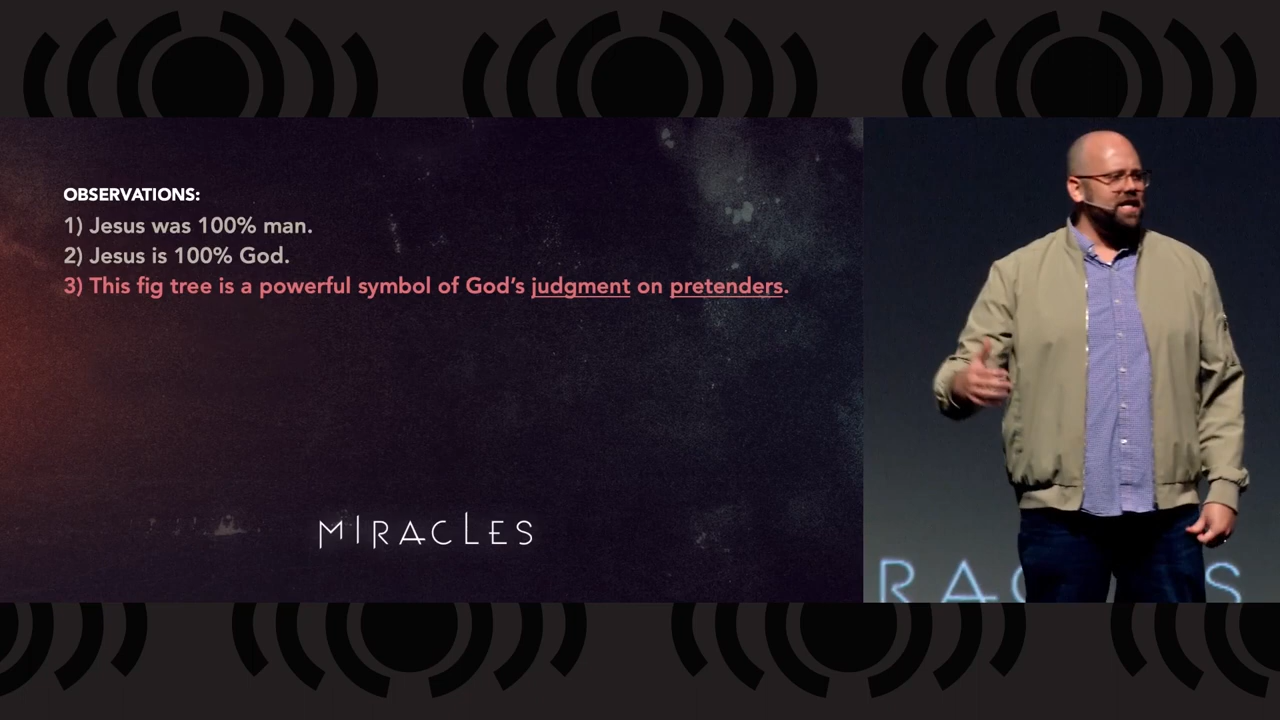 OBSERVATIONS:
1) Jesus was 100% man.
2) Jesus is 100% God.
3) This fig tree is a powerful symbol of God’s judgment on pretenders.
MIRACLES
RAC S